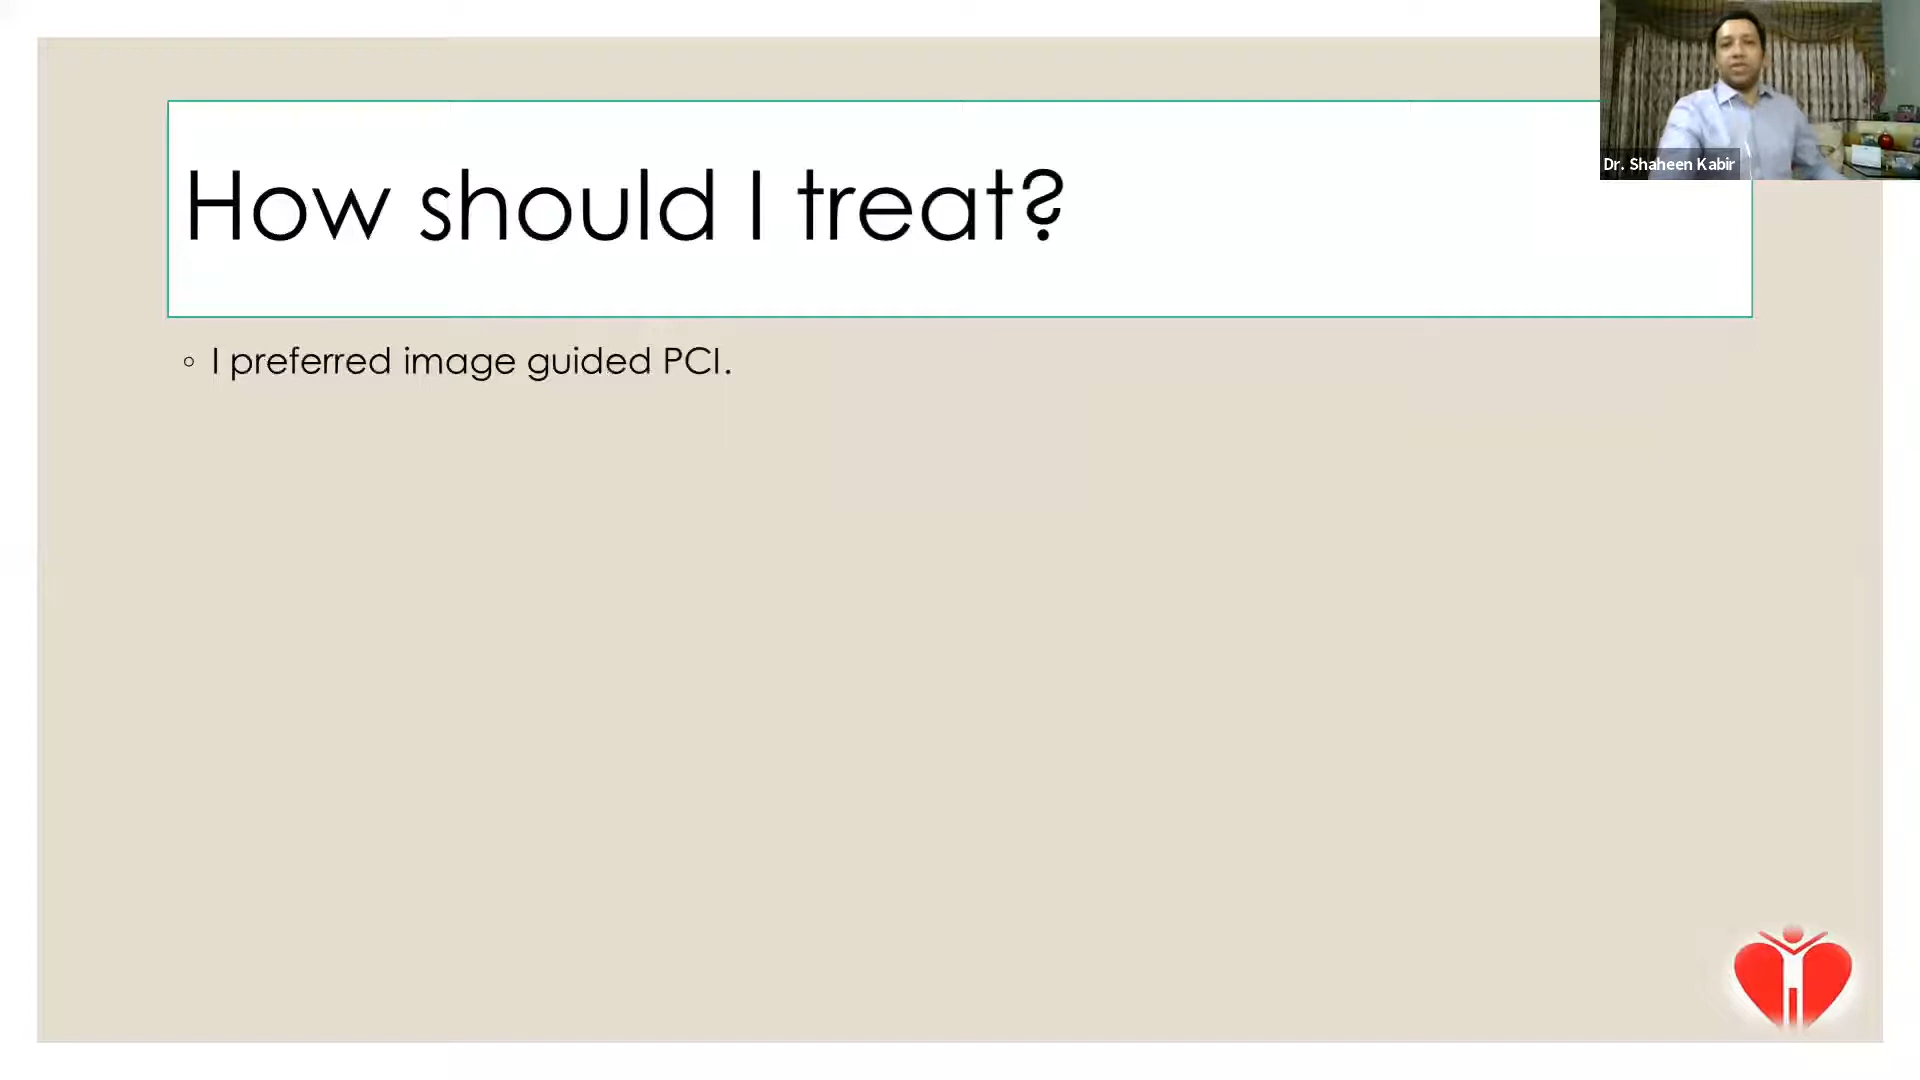 How should I treat?
I preferred image guided PCI.
Dr. Shaheen Kabir